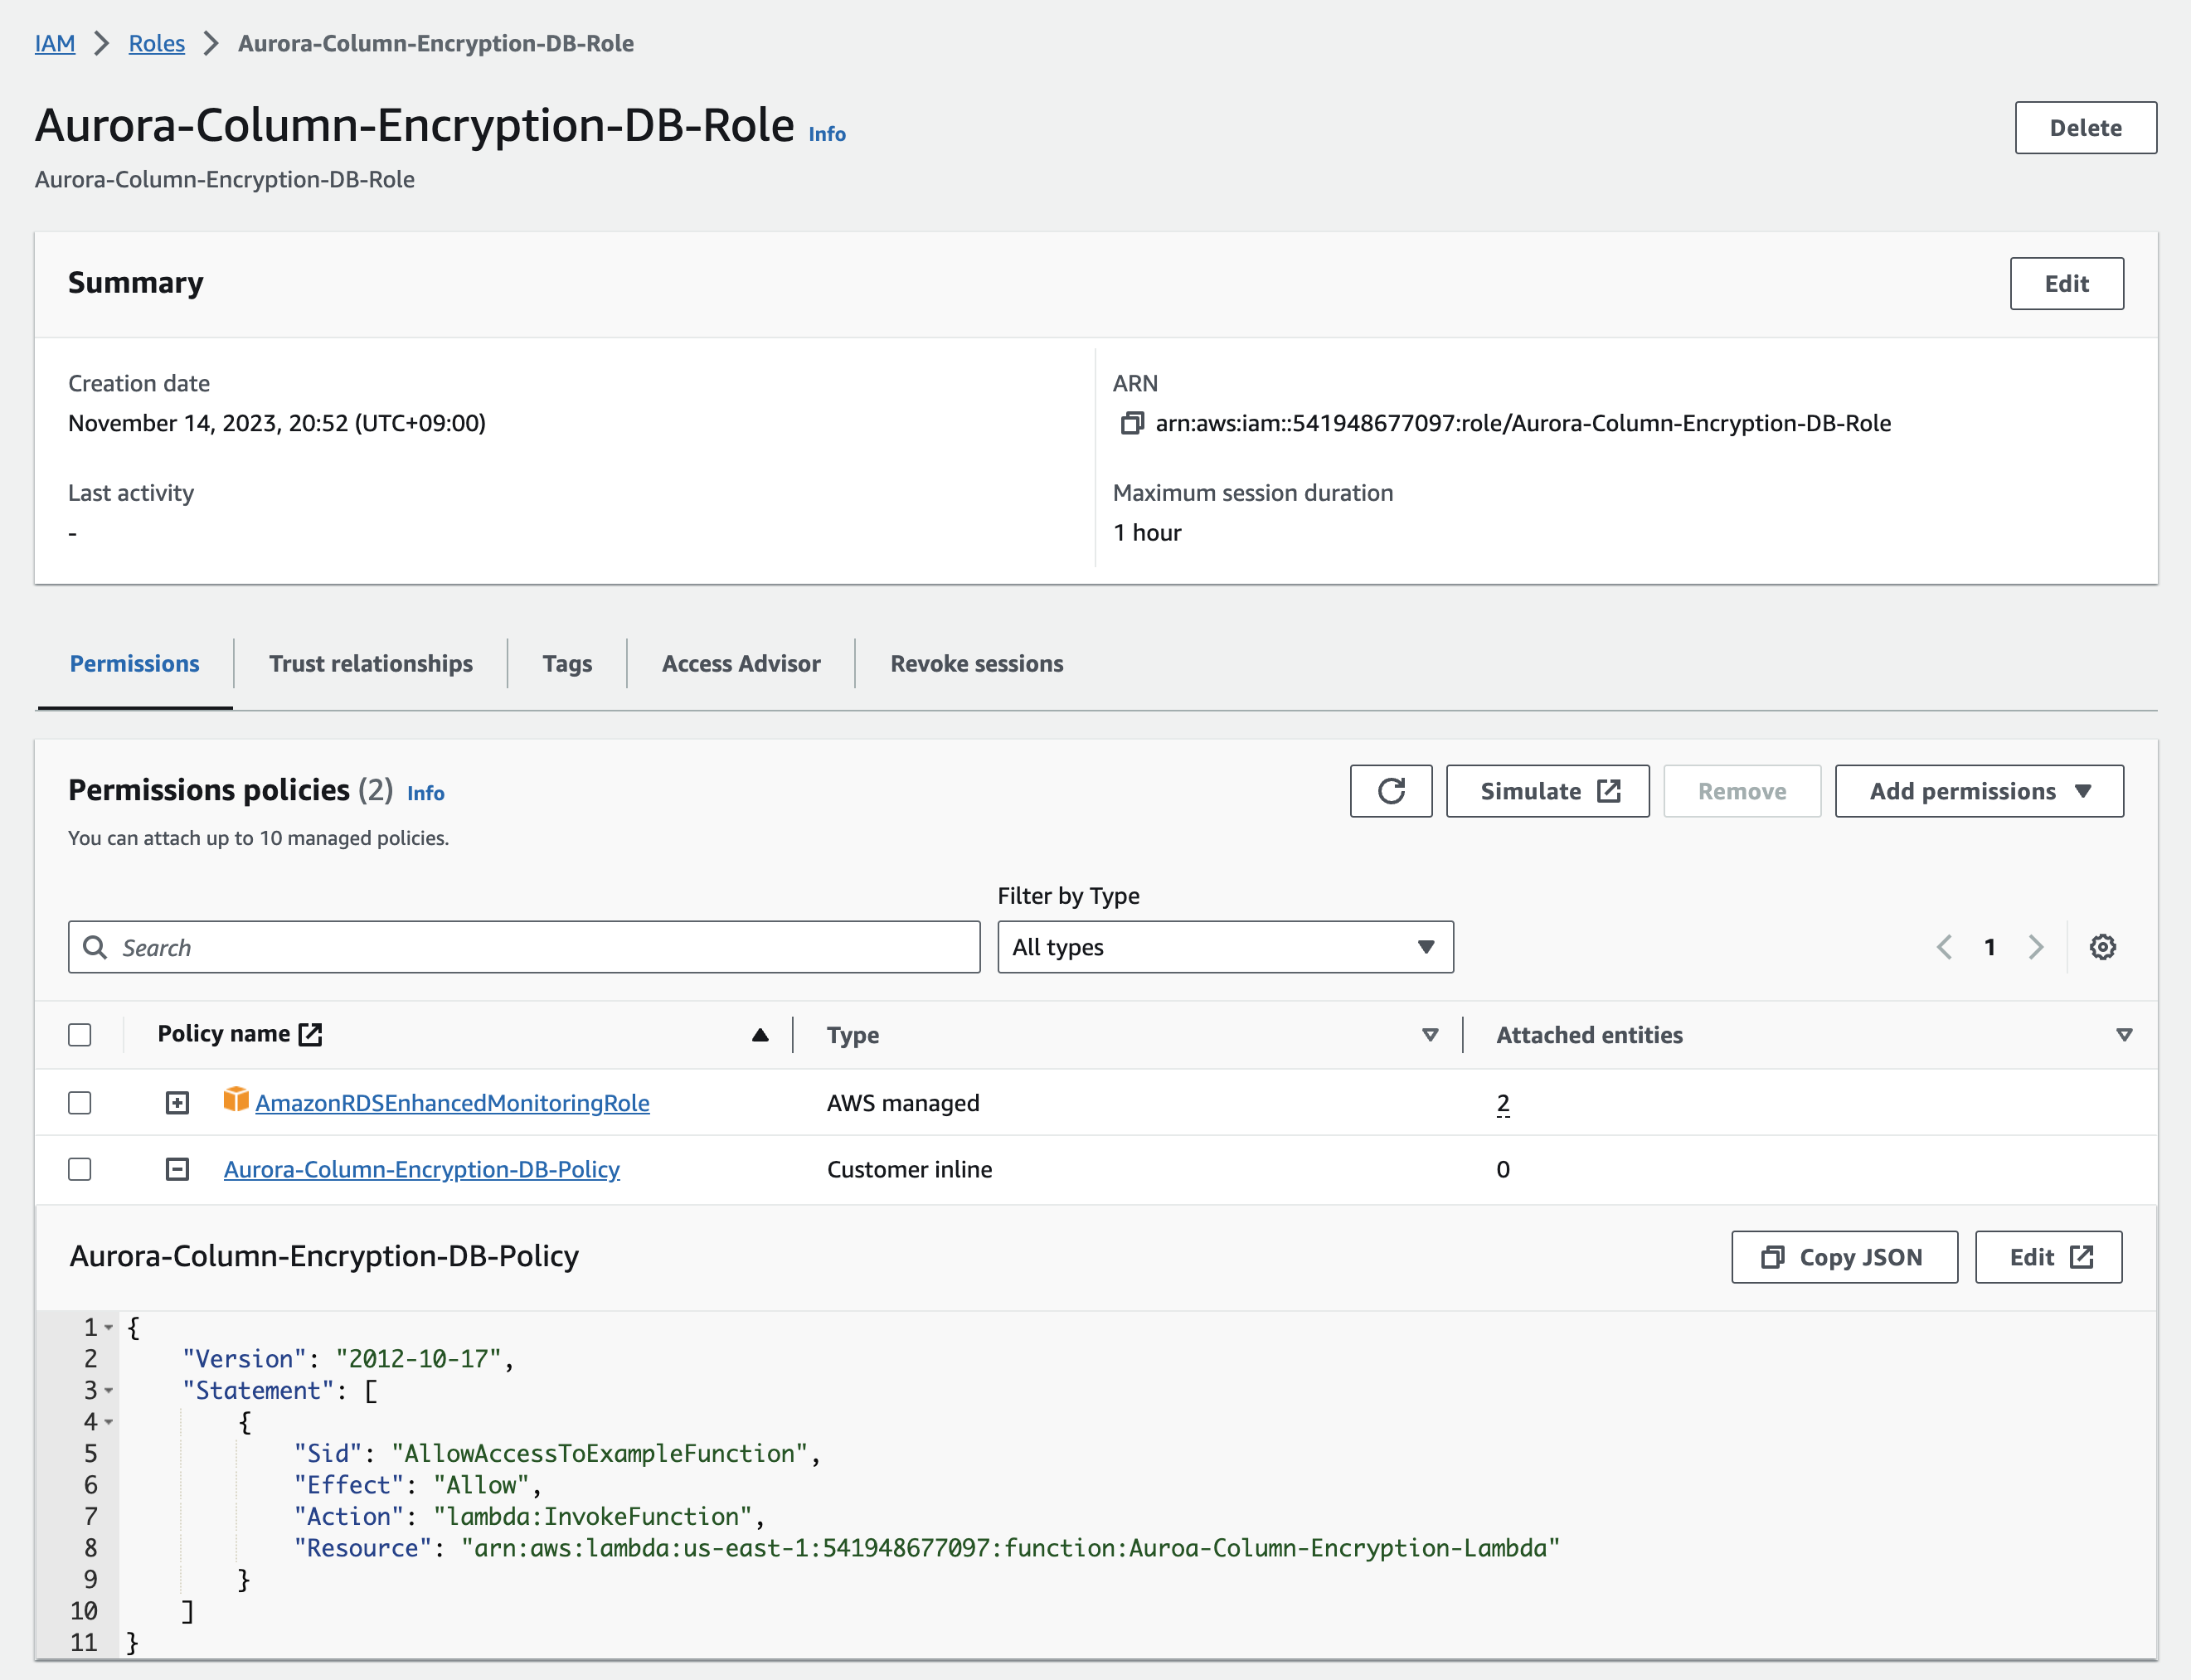 IAM > Roles > Aurora-Column-Encryption-DB-Role
Aurora-Column-Encryption-DB-Role Info
Delete
Aurora-Column-Encryption-DB-Role
Summary
Edit
Creation date
November 14, 2023, 20:52 (UTC+09:00)
ARN
arn:aws:iam::541948677097:role/Aurora-Column-Encryption-DB-Role
Last activity
-
Maximum session duration
1 hour
Permissions
Trust relationships
Tags
Access Advisor
Revoke sessions
Permissions policies (2) Info
Simulate
Remove
Add permissions
You can attach up to 10 managed policies.
Filter by Type
Search
All types
1
Policy name
Type
Attached entities
AmazonRDSEnhancedMonitoringRole AWS managed 2
Aurora-Column-Encryption-DB-Policy Customer inline 0
Aurora-Column-Encryption-DB-Policy
Copy JSON
Edit
1 {
2 "Version": "2012-10-17",
3 "Statement": [
4 {
5 "Sid": "AllowAccessToExampleFunction",
6 "Effect": "Allow",
7 "Action": "lambda:InvokeFunction",
8 "Resource": "arn:aws:lambda:us-east-1:541948677097:function:Auroa-Column-Encryption-Lambda"
9 }
10 ]
11 }